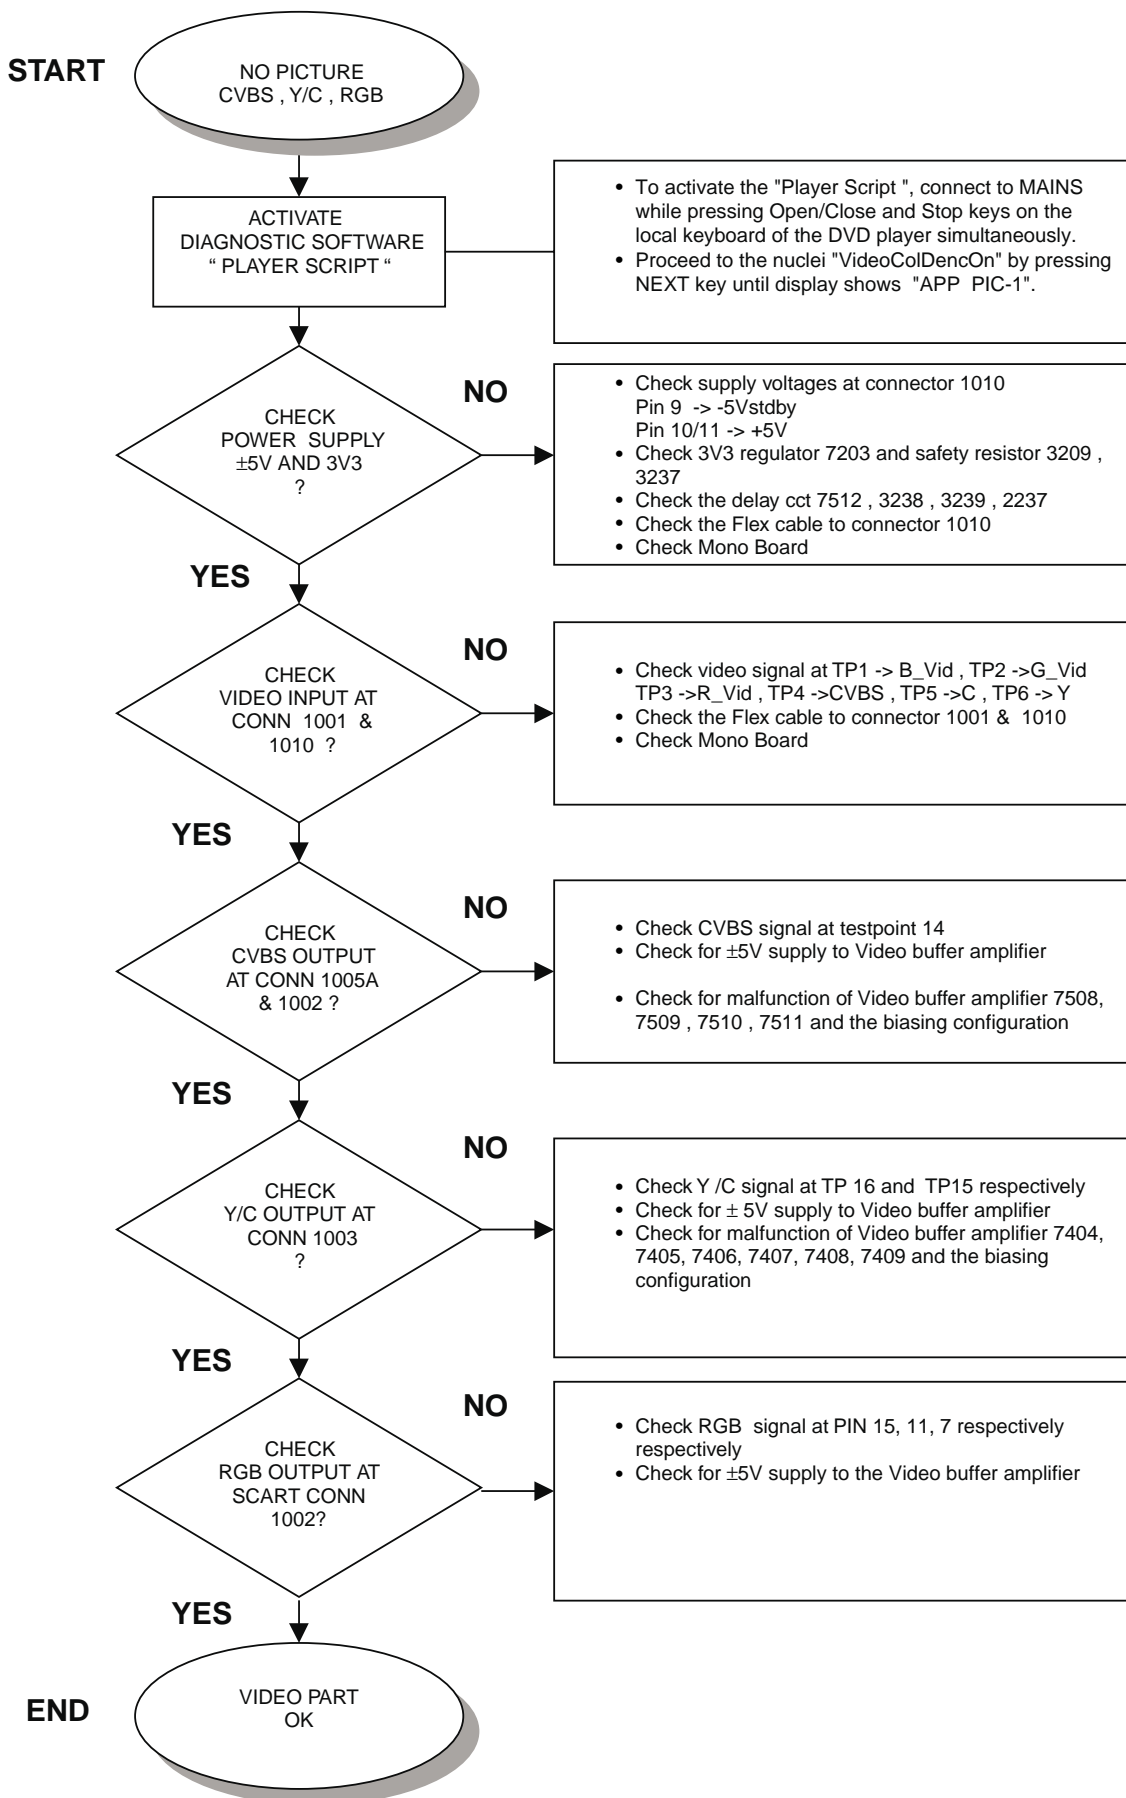 START
NO PICTURE
CVBS , Y/C , RGB
ACTIVATE
DIAGNOSTIC SOFTWARE
“ PLAYER SCRIPT “
• To activate the "Player Script ", connect to MAINS
while pressing Open/Close and Stop keys on the
local keyboard of the DVD player simultaneously.
• Proceed to the nuclei "VideoColDencOn" by pressing
NEXT key until display shows "APP PIC-1".
CHECK
POWER SUPPLY
±5V AND 3V3
?
NO
• Check supply voltages at connector 1010
Pin 9 -> -5Vstdby
Pin 10/11 -> +5V
• Check 3V3 regulator 7203 and safety resistor 3209 ,
3237
• Check the delay cct 7512 , 3238 , 3239 , 2237
• Check the Flex cable to connector 1010
• Check Mono Board
YES
CHECK
VIDEO INPUT AT
CONN 1001 &
1010 ?
NO
• Check video signal at TP1 -> B_Vid , TP2 ->G_Vid
TP3 ->R_Vid , TP4 ->CVBS , TP5 ->C , TP6 -> Y
• Check the Flex cable to connector 1001 & 1010
• Check Mono Board
YES
CHECK
CVBS OUTPUT
AT CONN 1005A
& 1002 ?
NO
• Check CVBS signal at testpoint 14
• Check for ±5V supply to Video buffer amplifier
• Check for malfunction of Video buffer amplifier 7508,
7509 , 7510 , 7511 and the biasing configuration
YES
CHECK
Y/C OUTPUT AT
CONN 1003
?
NO
• Check Y /C signal at TP 16 and TP15 respectively
• Check for ± 5V supply to Video buffer amplifier
• Check for malfunction of Video buffer amplifier 7404,
7405, 7406, 7407, 7408, 7409 and the biasing
configuration
YES
CHECK
RGB OUTPUT AT
SCART CONN
1002?
NO
• Check RGB signal at PIN 15, 11, 7 respectively
respectively
• Check for ±5V supply to the Video buffer amplifier
YES
END
VIDEO PART
OK